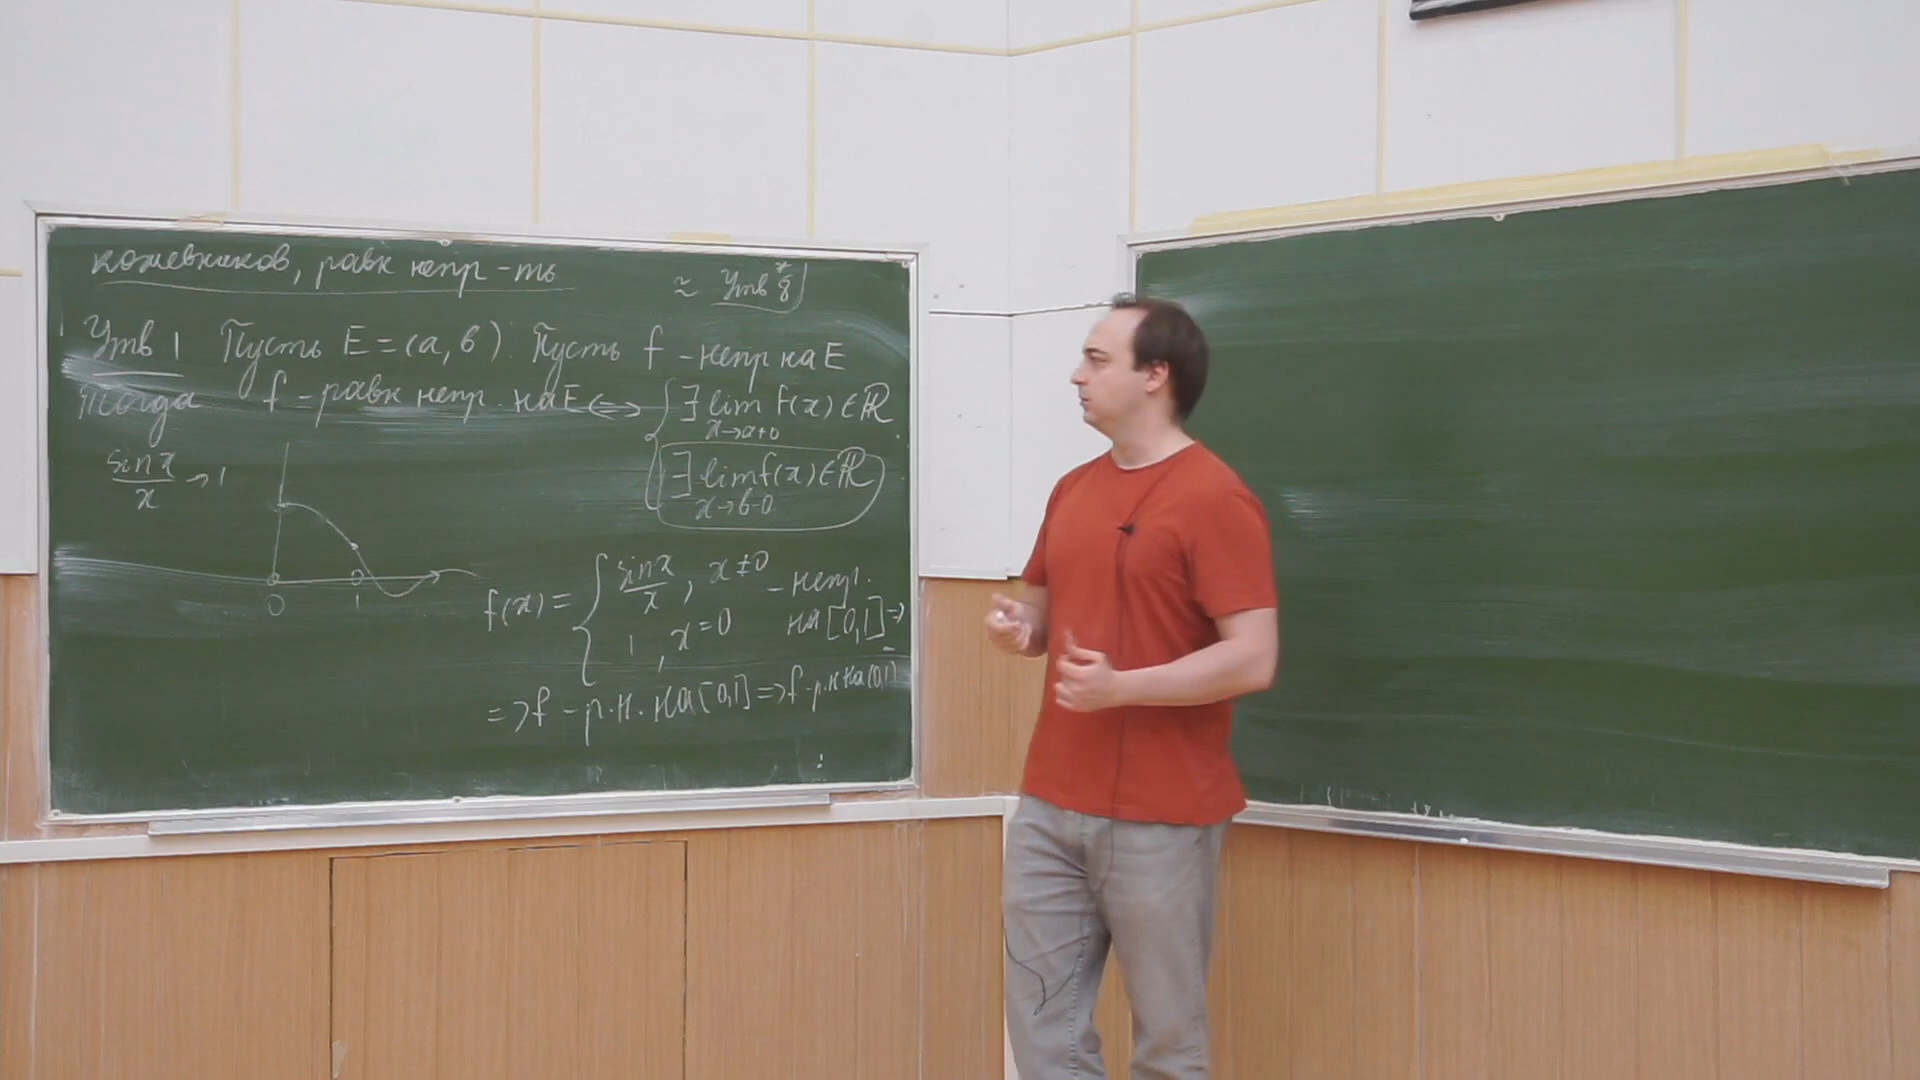 кожевников, равн непр-ть
≈ Утв 8*
Утв 1 Пусть E = (a, b). Пусть f - непр на E
Тогда f - равн непр. на E ⟺ { ∃ lim f(x) ∈ ℝ
x→a+0
∃ lim f(x) ∈ ℝ
x→b-0
sin x / x → 1
0 1
f(x) = { sin x / x, x ≠ 0 - непр.
1, x = 0 на [0,1] ⇒
⇒ f - р.н. на [0,1] ⇒ f - р.н на (0,1)